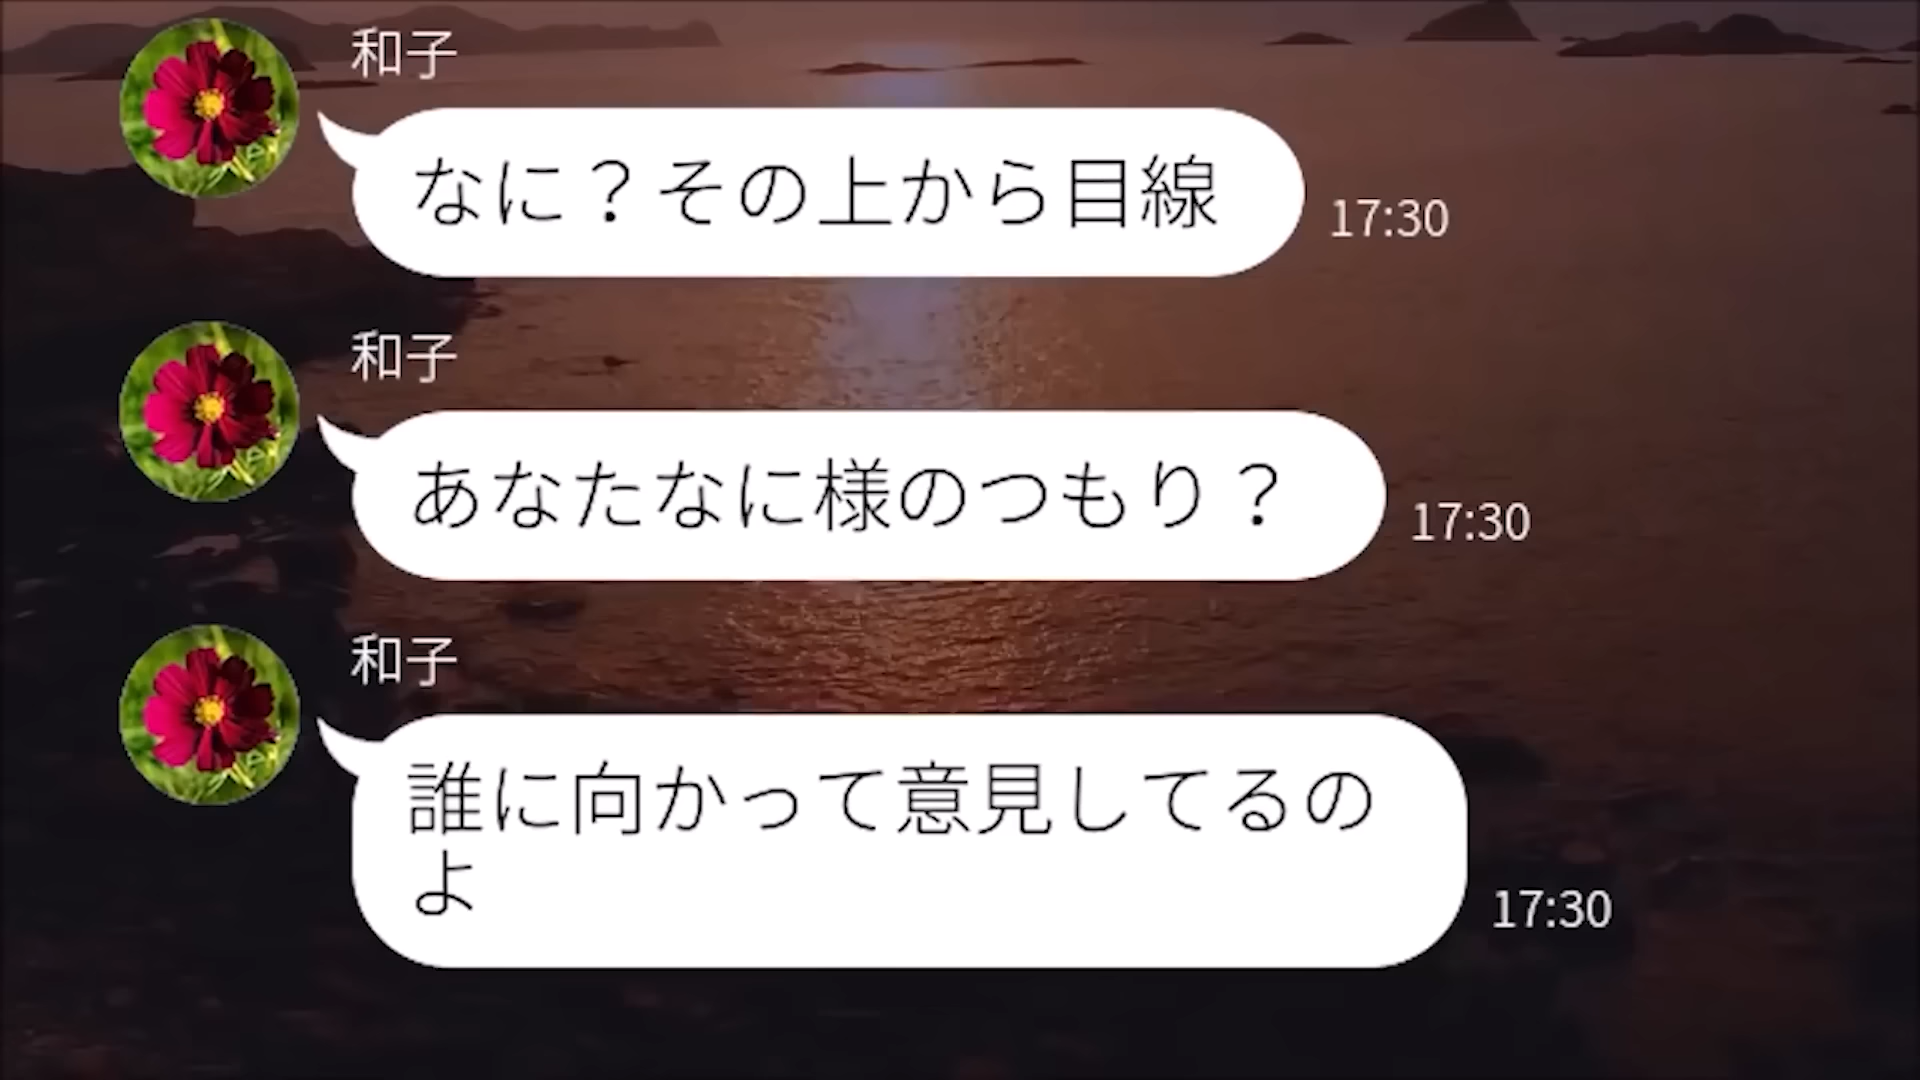 和子
なに？その上から目線
17:30
和子
あなたなに様のつもり？
17:30
和子
誰に向かって意見してるの
よ
17:30